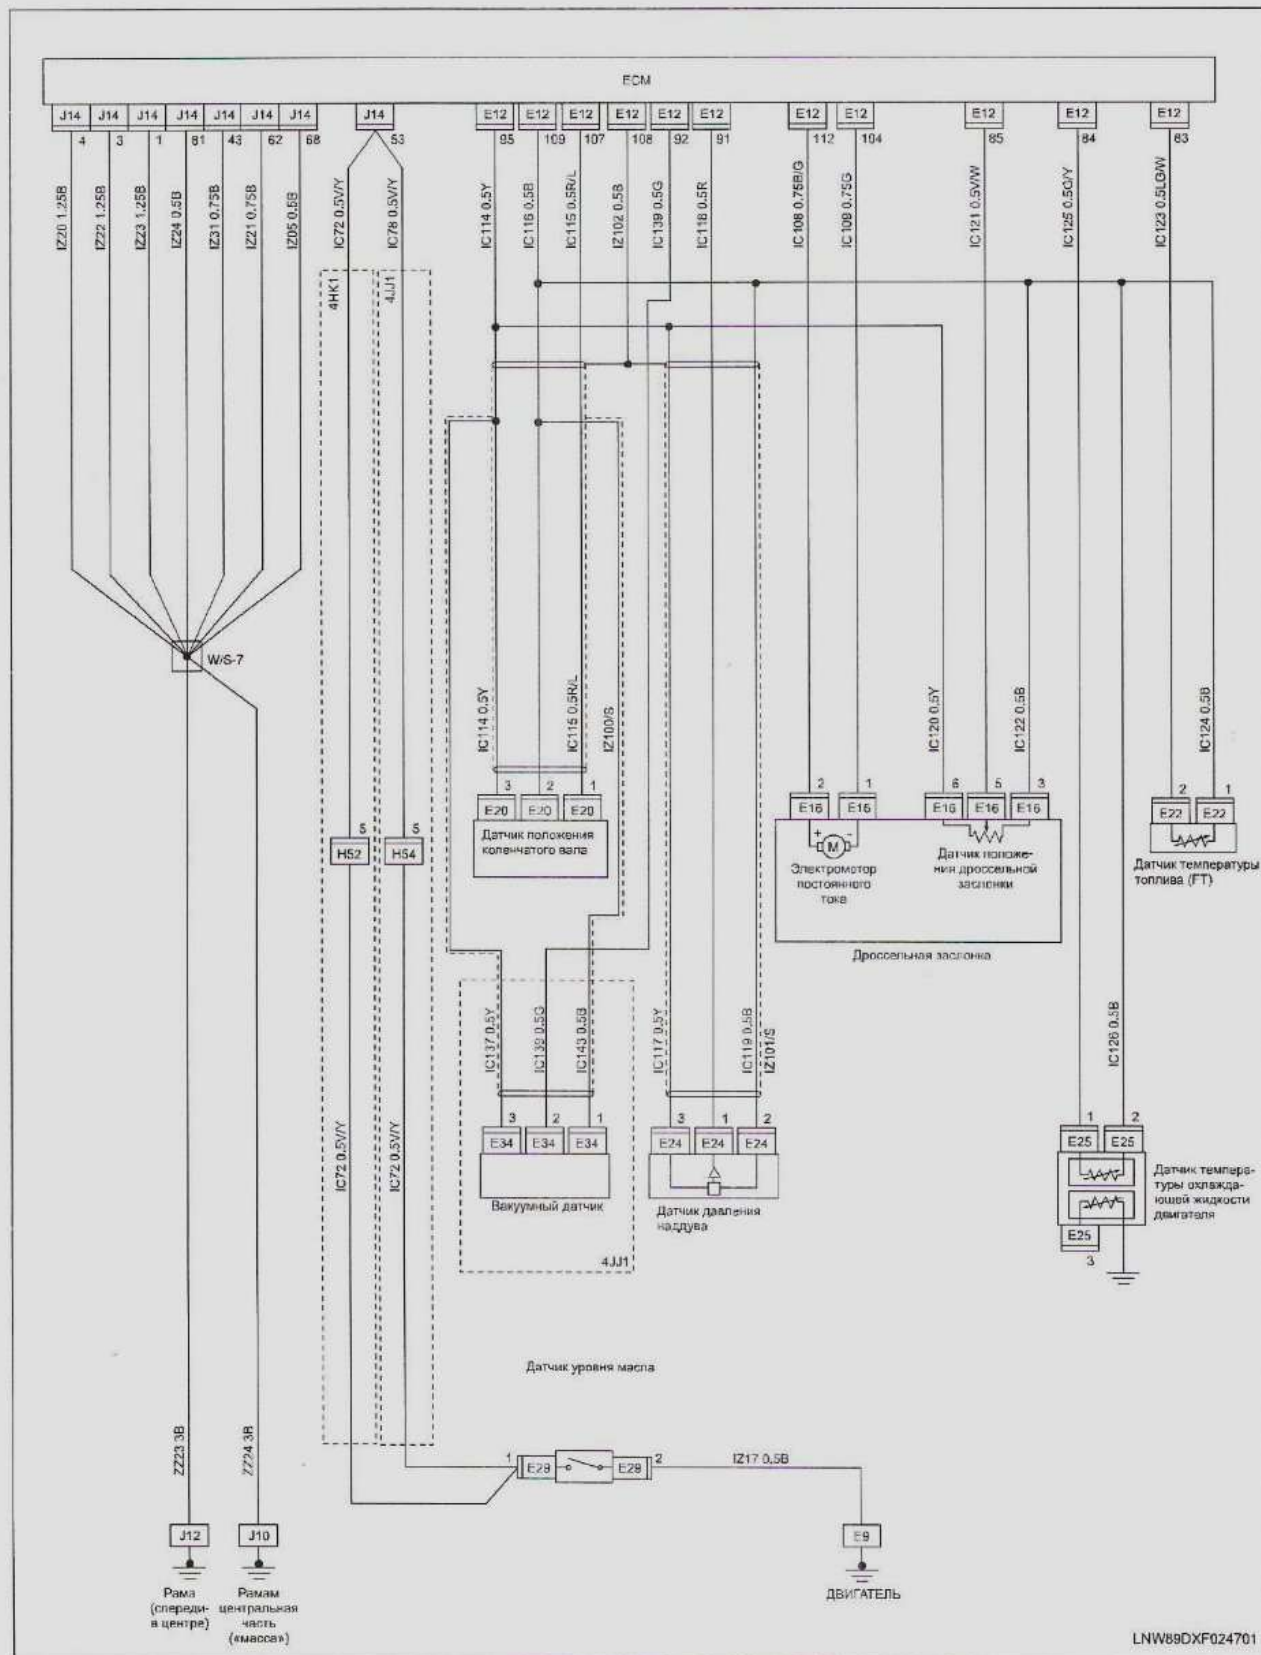 ECM
J14 J14 J14 J14 J14 J14 J14 J14 E12 E12 E12 E12 E12 E12 E12 E12 E12 E12 E12
4 3 1 81 43 62 68 53 95 109 107 108 92 91 112 104 85 84 83
IZ20 1.25B
IZ22 1.25B
IZ23 1.25B
IZ24 0.5B
IZ31 0.75B
IZ21 0.75B
IZ05 0.5B
IC72 0.5V/Y
IC78 0.5V/Y
IC114 0.5Y
IC116 0.5B
IC115 0.5R/L
IZ102 0.5B
IC139 0.5G
IC118 0.5R
IC108 0.75B/G
IC109 0.75G
IC121 0.5V/W
IC125 0.5G/Y
IC123 0.5LG/W
4HK1
4JJ1
W/S-7
IC114 0.5Y
IC115 0.5R/L
IZ100/S
IC120 0.5Y
IC122 0.5B
IC124 0.5B
3 2 1
E20 E20 E20
Датчик положения
коленчатого вала
2 1 6 5 3
E16 E16 E16 E16 E16
+ -
M
Электромотор
постоянного
тока
Датчик положе-
ния дроссельной
заслонки
Дроссельная заслонка
2 1
E22 E22
Датчик температуры
топлива (FT)
5 5
H52 H54
IC137 0.5Y
IC139 0.5G
IC143 0.5B
IC117 0.5Y
IC119 0.5B
IZ101/S
IC126 0.5B
IC72 0.5V/Y
IC72 0.5V/Y
3 2 1
E34 E34 E34
Вакуумный датчик
4JJ1
3 1 2
E24 E24 E24
Датчик давления
наддува
1 2
E25 E25
Датчик темпера-
туры охлажда-
ющей жидкости
двигателя
E25
3
Датчик уровня масла
ZZ23 3B
ZZ24 3B
1 E29 E29 2
IZ17 0,5B
J12 J10 E9
Рама
(спереди-
в центре)
Рамам
центральная
часть
(«масса»)
ДВИГАТЕЛЬ
LNW89DXF024701